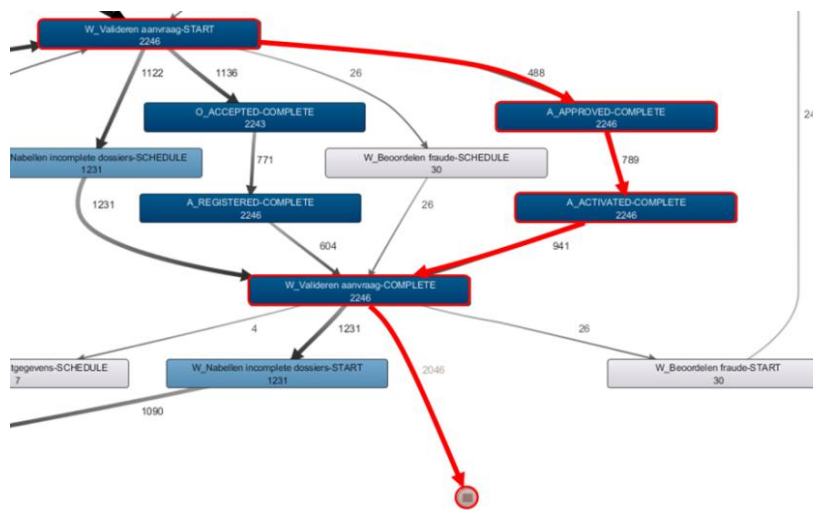 W_Valideren aanvraag-START
2246
1122
1136
26
488
24
O_ACCEPTED-COMPLETE
2243
A_APPROVED-COMPLETE
2246
Nabellen incomplete dossiers-SCHEDULE
1231
771
W_Beoordelen fraude-SCHEDULE
30
789
1231
A_REGISTERED-COMPLETE
2246
26
A_ACTIVATED-COMPLETE
2246
604
941
W_Valideren aanvraag-COMPLETE
2246
4
1231
26
2046
tgegevens-SCHEDULE
7
W_Nabellen incomplete dossiers-START
1231
W_Beoordelen fraude-START
30
1090